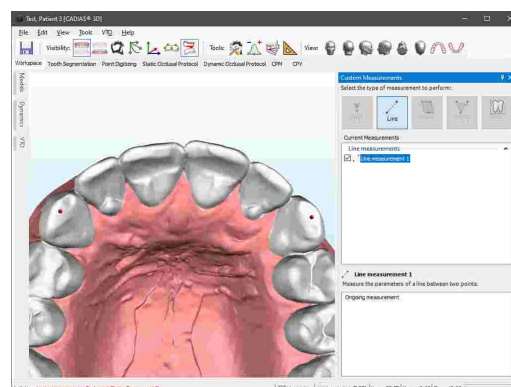 Test, Patient 3 [CADIAS® 3D]
File Edit View Tools VTO Help
Visibility: Tools: View:
Workspace Tooth Segmentation Point Digitizing Static Occlusal Protocol Dynamic Occlusal Protocol CPM CPV
Models
Dynamics
VTO
Custom Measurements
Select the type of measurement to perform:
Line
Current Measurements
Line measurements
Line measurement 1
Line measurement 1
Measure the parameters of a line between two points.
Ongoing measurement